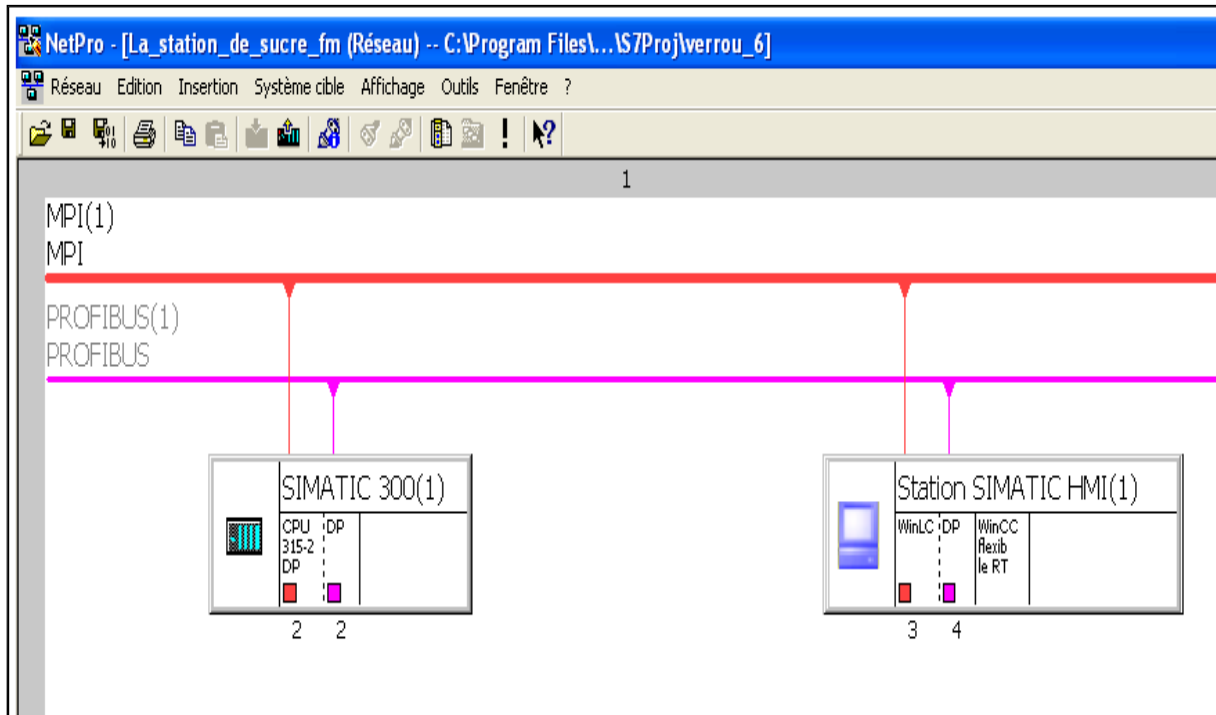 NetPro - [La_station_de_sucre_fm (Réseau) -- C:\Program Files\...\S7Proj\verrou_6]
Réseau Edition Insertion Système cible Affichage Outils Fenêtre ?
1
MPI(1)
MPI
PROFIBUS(1)
PROFIBUS
SIMATIC 300(1)
CPU
315-2
DP
DP
2 2
Station SIMATIC HMI(1)
WinLC
DP
WinCC
flexib
le RT
3 4